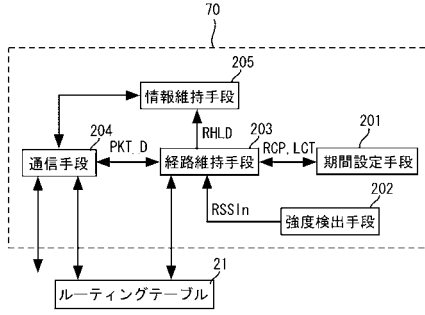 70
205
情報維持手段
204
RHLD
203
201
通信手段
PKT, D
経路維持手段
RCP, LCT
期間設定手段
202
RSSIn
強度検出手段
21
ルーティングテーブル